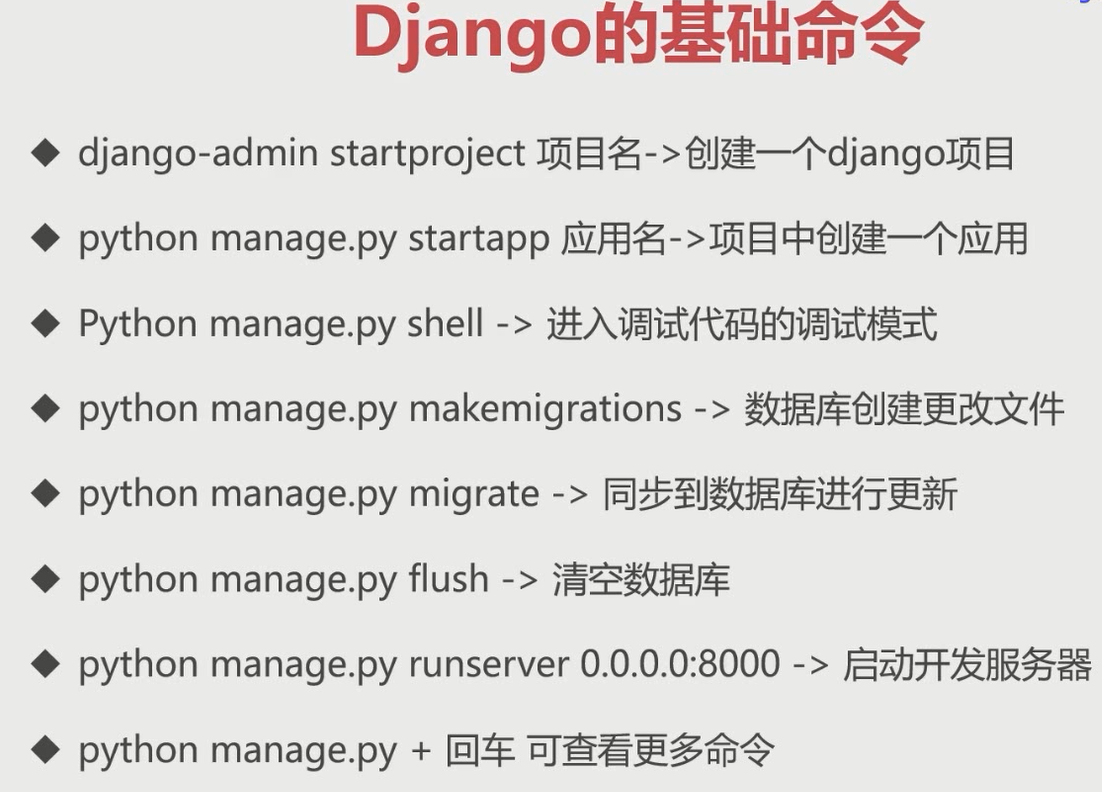 Django的基础命令
◆ django-admin startproject 项目名->创建一个django项目
◆ python manage.py startapp 应用名->项目中创建一个应用
◆ Python manage.py shell -> 进入调试代码的调试模式
◆ python manage.py makemigrations -> 数据库创建更改文件
◆ python manage.py migrate -> 同步到数据库进行更新
◆ python manage.py flush -> 清空数据库
◆ python manage.py runserver 0.0.0.0:8000 -> 启动开发服务器
◆ python manage.py + 回车 可查看更多命令